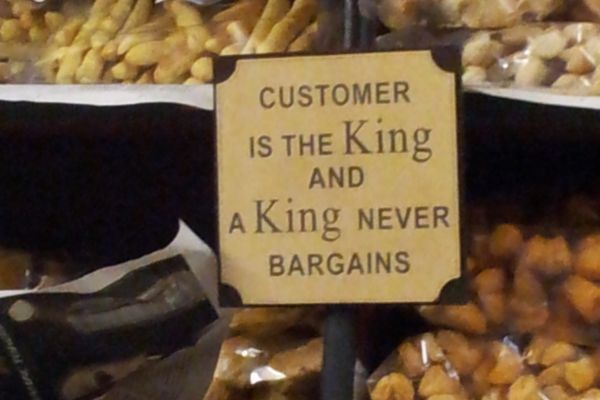 CUSTOMER
IS THE King
AND
A King NEVER
BARGAINS